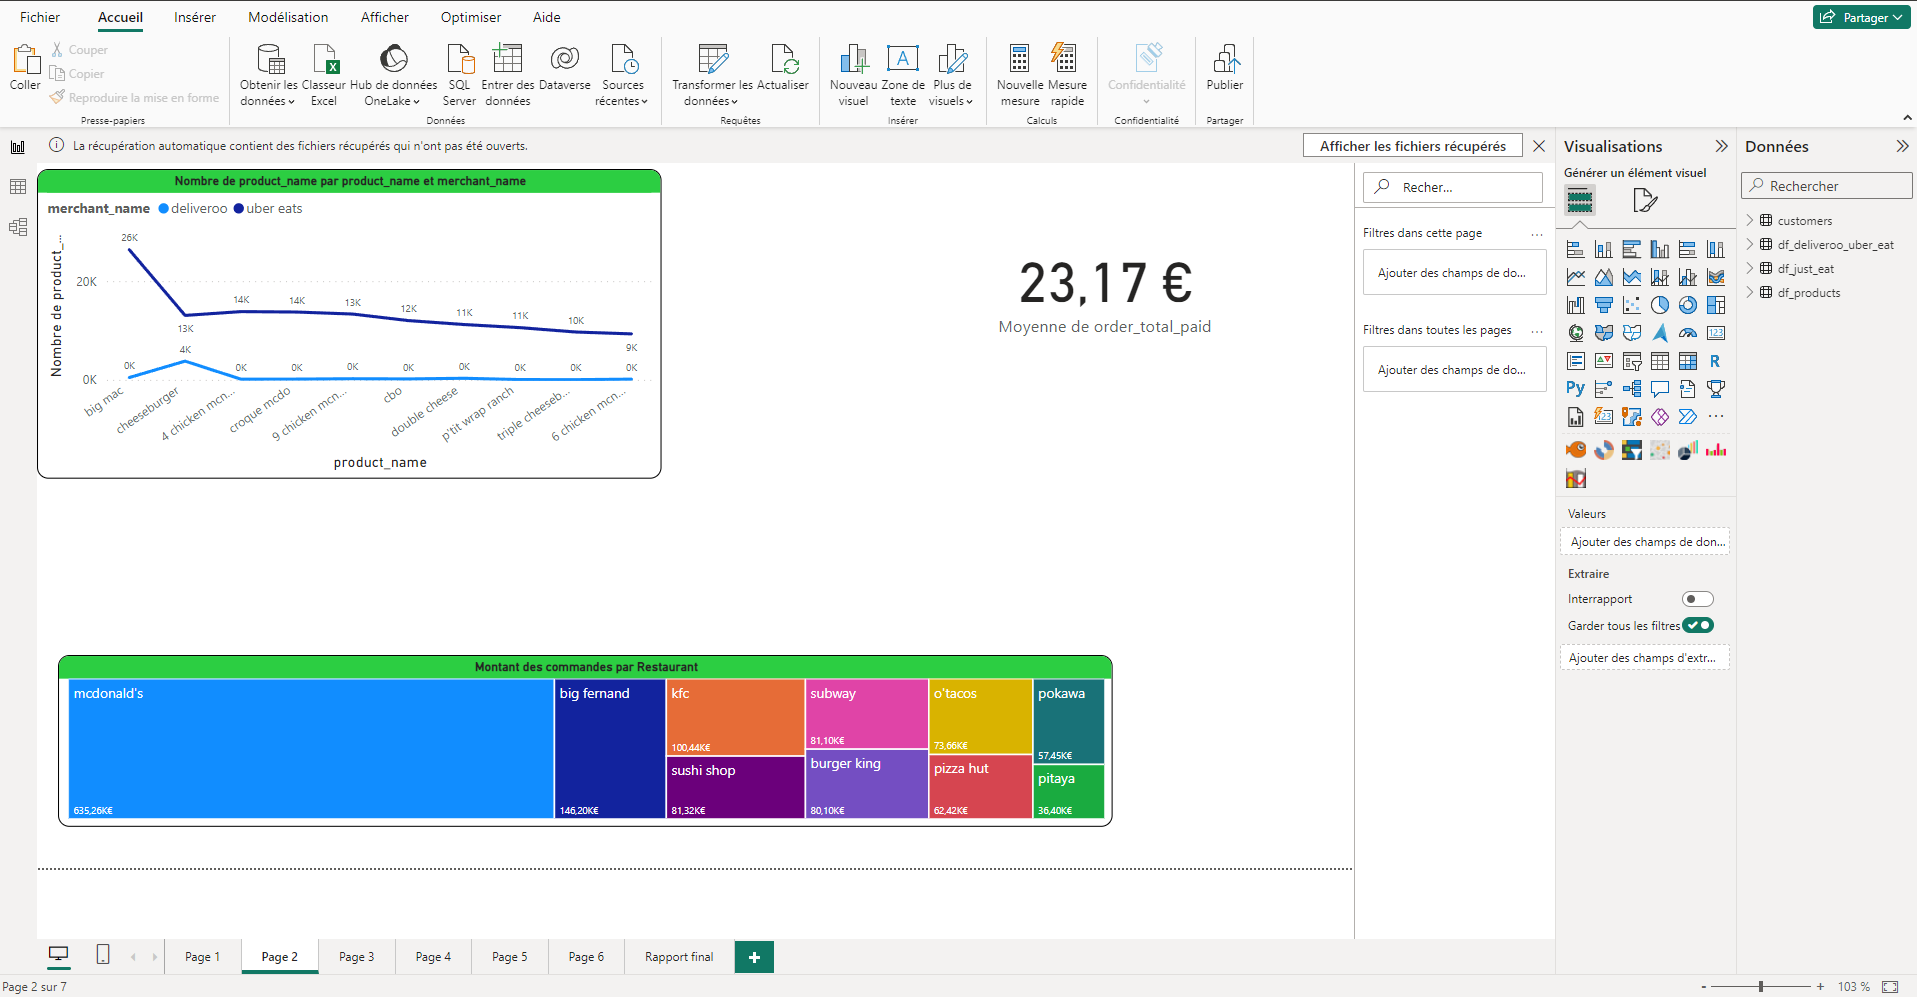 Fichier Accueil Insérer Modélisation Afficher Optimiser Aide Partager
Coller
Couper
Copier
Reproduire la mise en forme
Presse-papiers
Obtenir les données
Classeur Excel
Hub de données OneLake
SQL Server
Entrer des données
Dataverse
Sources récentes
Données
Transformer les données
Actualiser
Requêtes
Nouveau visuel
Zone de texte
Plus de visuels
Insérer
Nouvelle mesure
Mesure rapide
Calculs
Confidentialité
Confidentialité
Publier
Partager
La récupération automatique contient des fichiers récupérés qui n'ont pas été ouverts.
Afficher les fichiers récupérés
Nombre de product_name par product_name et merchant_name
merchant_name deliveroo uber eats
Nombre de product_...
20K
0K
26K
13K
14K
14K
13K
12K
11K
11K
10K
9K
0K
4K
0K
0K
0K
0K
0K
0K
0K
0K
big mac
cheeseburger
4 chicken mcn...
croque mcdo
9 chicken mcn...
cbo
double cheese
p'tit wrap ranch
triple cheeseb...
6 chicken mcn...
product_name
23,17 €
Moyenne de order_total_paid
Montant des commandes par Restaurant
mcdonald's
635,26K€
big fernand
146,20K€
kfc
100,44K€
sushi shop
81,32K€
subway
81,10K€
burger king
80,10K€
o'tacos
73,66K€
pizza hut
62,42K€
pokawa
57,45K€
pitaya
36,40K€
Recher...
Filtres dans cette page ...
Ajouter des champs de do...
Filtres dans toutes les pages ...
Ajouter des champs de do...
Visualisations
Générer un élément visuel
123
R
Py
123
...
Valeurs
Ajouter des champs de don...
Extraire
Interrapport
Garder tous les filtres
Ajouter des champs d'extr...
Données
Rechercher
customers
df_deliveroo_uber_eat
df_just_eat
df_products
Page 1 Page 2 Page 3 Page 4 Page 5 Page 6 Rapport final +
Page 2 sur 7
- + 103 %